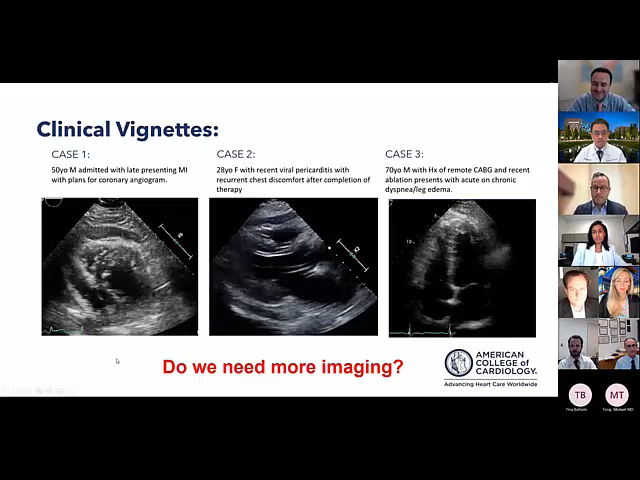 Clinical Vignettes:
CASE 1:
50yo M admitted with late presenting MI
with plans for coronary angiogram.
CASE 2:
28yo F with recent viral pericarditis with
recurrent chest discomfort after completion of
therapy
CASE 3:
70yo M with Hx of remote CABG and recent
ablation presents with acute on chronic
dyspnea/leg edema.
Do we need more imaging?
AMERICAN
COLLEGE of
CARDIOLOGY.
Advancing Heart Care Worldwide
TB
MT
Tong, Michael MD